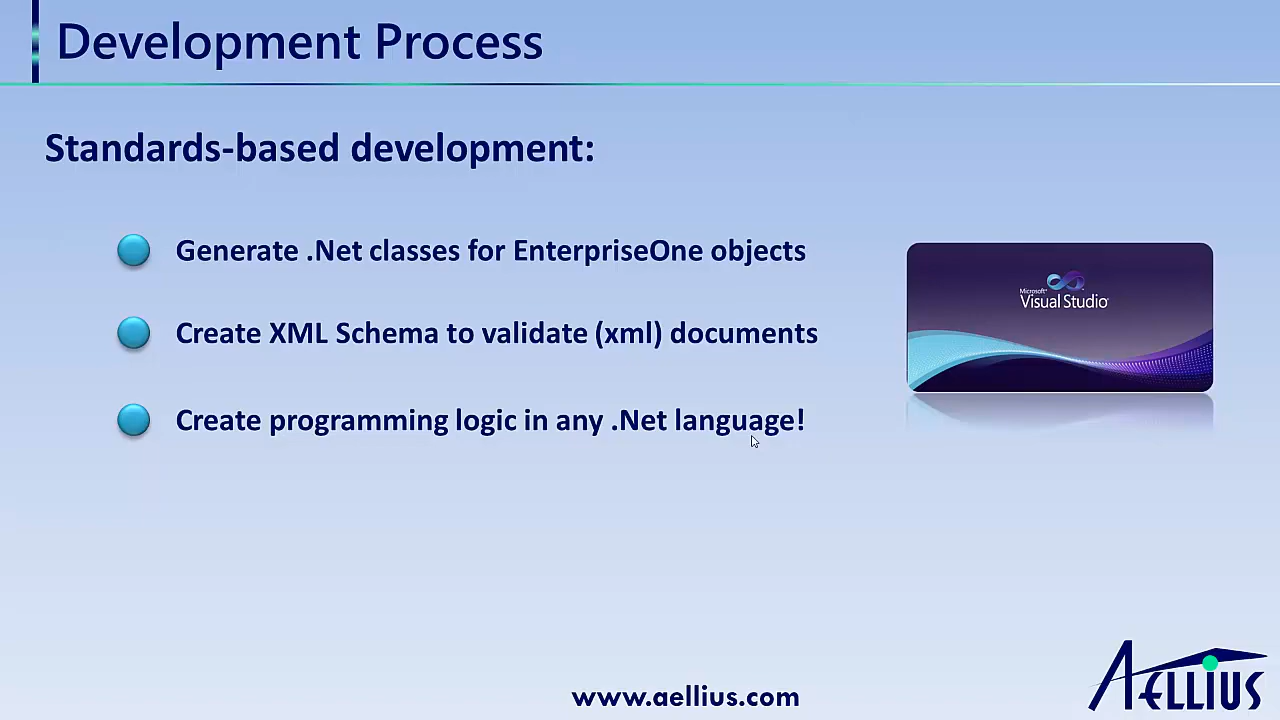 Development Process
Standards-based development:
Generate .Net classes for EnterpriseOne objects
Create XML Schema to validate (xml) documents
Create programming logic in any .Net language!
Microsoft®
Visual Studio®
www.aellius.com
AELLIUS